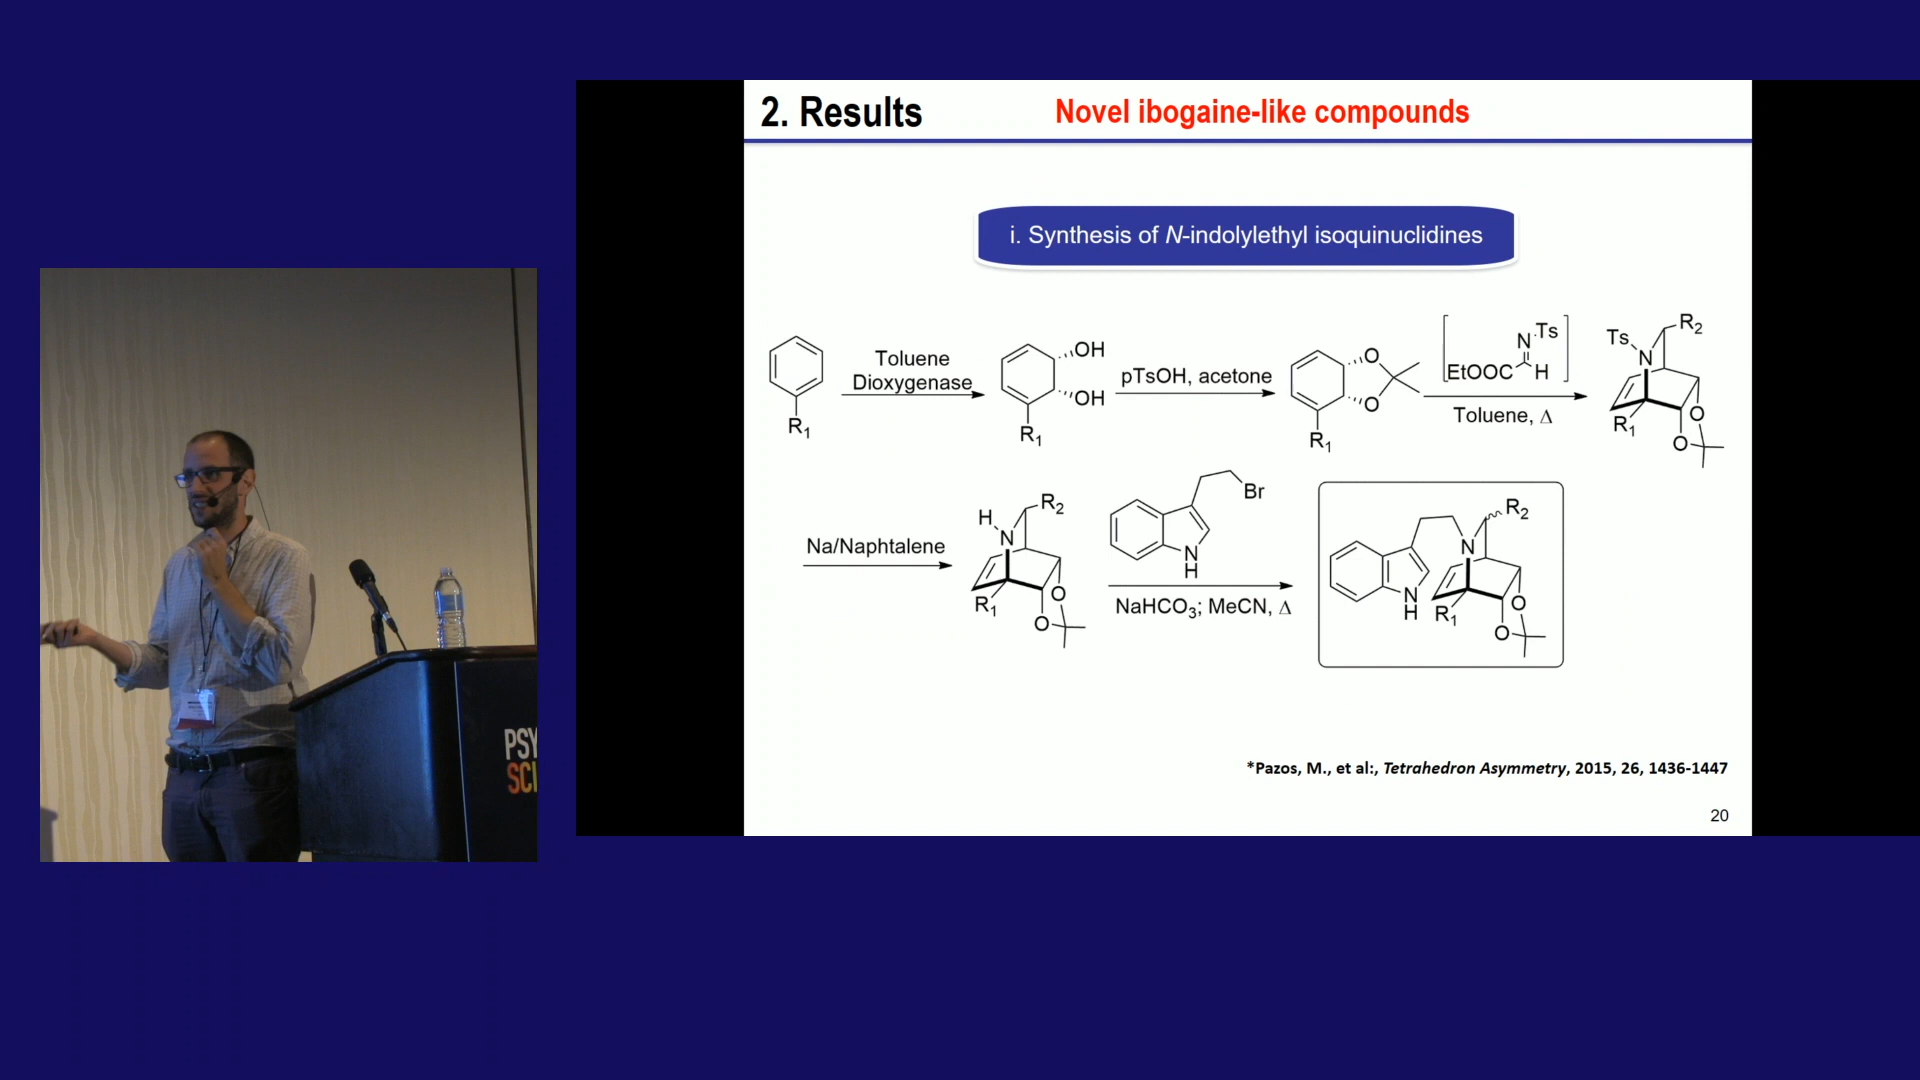 2. Results
Novel ibogaine-like compounds
i. Synthesis of N-indolylethyl isoquinuclidines
R1
Toluene
Dioxygenase
OH
OH
R1
pTsOH, acetone
O
O
R1
N Ts
EtOOC H
Toluene, Δ
Ts
N
R2
R1
O
O
Na/Naphtalene
H
N
R2
R1
O
O
Br
N
H
NaHCO3; MeCN, Δ
N
H
N
R2
R1
O
O
*Pazos, M., et al:, Tetrahedron Asymmetry, 2015, 26, 1436-1447
20
PSY
SCI